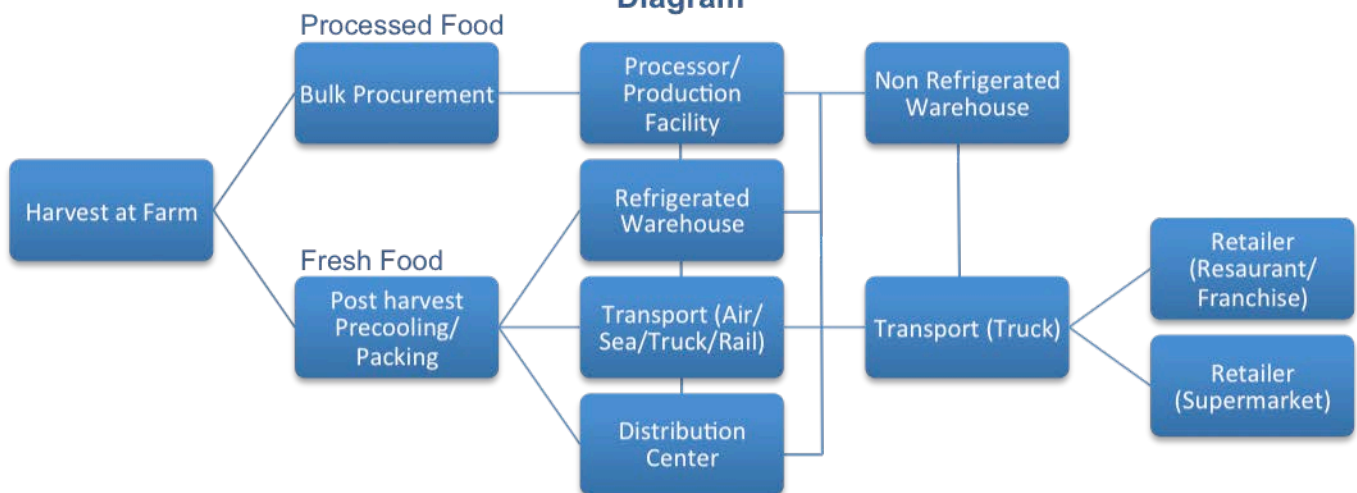 Diagram
Processed Food
Bulk Procurement
Processor/
Production
Facility
Non Refrigerated
Warehouse
Harvest at Farm
Refrigerated
Warehouse
Fresh Food
Post harvest
Precooling/
Packing
Transport (Air/
Sea/Truck/Rail)
Transport (Truck)
Retailer
(Resaurant/
Franchise)
Retailer
(Supermarket)
Distribution
Center